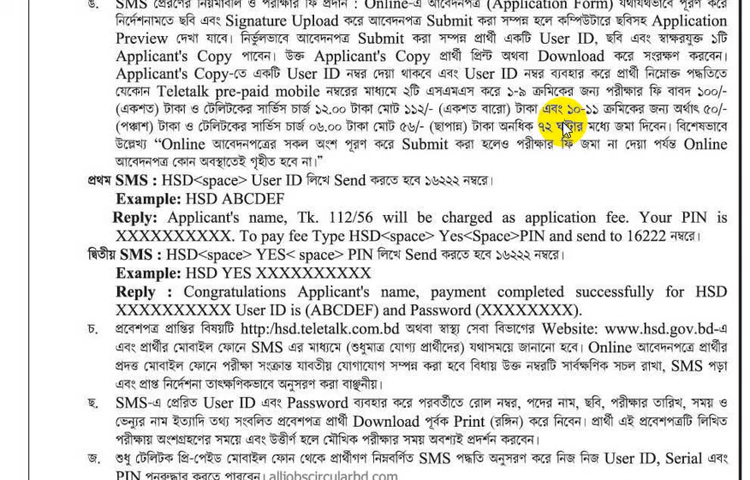 ঙ. SMS প্রেরণের নিয়মাবলি ও পরীক্ষার ফি প্রদান : Online-এ আবেদনপত্র (Application Form) যথাযথভাবে পূরণ করে
নির্দেশনামতে ছবি এবং Signature Upload করে আবেদনপত্র Submit করা সম্পন্ন হলে কম্পিউটারে ছবিসহ Application
Preview দেখা যাবে। নির্ভুলভাবে আবেদনপত্র Submit করা সম্পন্ন প্রার্থী একটি User ID, ছবি এবং স্বাক্ষরযুক্ত ১টি
Applicant's Copy পাবেন। উক্ত Applicant's Copy প্রার্থী প্রিন্ট অথবা Download করে সংরক্ষণ করবেন।
Applicant's Copy-তে একটি User ID নম্বর দেয়া থাকবে এবং User ID নম্বর ব্যবহার করে প্রার্থী নিম্নোক্ত পদ্ধতিতে
যেকোন Teletalk pre-paid mobile নম্বরের মাধ্যমে ২টি এসএমএস করে ১-৯ ক্রমিকের জন্য পরীক্ষার ফি বাবদ ১০০/-
(একশত) টাকা ও টেলিটকের সার্ভিস চার্জ ১২.০০ টাকা মোট ১১২/- (একশত বারো) টাকা এবং ১০-১১ ক্রমিকের জন্য অর্থাৎ ৫০/-
(পঞ্চাশ) টাকা ও টেলিটকের সার্ভিস চার্জ ০৬.০০ টাকা মোট ৫৬/- (ছাপান্ন) টাকা অনধিক ৭২ ঘণ্টার মধ্যে জমা দিবেন। বিশেষভাবে
উল্লেখ্য "Online আবেদনপত্রের সকল অংশ পূরণ করে Submit করা হলেও পরীক্ষার ফি জমা না দেয়া পর্যন্ত Online
আবেদনপত্র কোন অবস্থাতেই গৃহীত হবে না।"
প্রথম SMS : HSD<space> User ID লিখে Send করতে হবে ১৬২২২ নম্বরে।
Example: HSD ABCDEF
Reply: Applicant's name, Tk. 112/56 will be charged as application fee. Your PIN is
XXXXXXXXXX. To pay fee Type HSD<space> Yes<Space>PIN and send to 16222 নম্বরে।
দ্বিতীয় SMS : HSD<space> YES< space> PIN লিখে Send করতে হবে ১৬২২২ নম্বরে।
Example: HSD YES XXXXXXXXXX
Reply : Congratulations Applicant's name, payment completed successfully for HSD
XXXXXXXXXX User ID is (ABCDEF) and Password (XXXXXXXX).
চ. প্রবেশপত্র প্রাপ্তির বিষয়টি http:/hsd.teletalk.com.bd অথবা স্বাস্থ্য সেবা বিভাগের Website: www.hsd.gov.bd-এ
এবং প্রার্থীর মোবাইল ফোনে SMS এর মাধ্যমে (শুধুমাত্র যোগ্য প্রার্থীদের) যথাসময়ে জানানো হবে। Online আবেদনপত্রে প্রার্থীর
প্রদত্ত মোবাইল ফোনে পরীক্ষা সংক্রান্ত যাবতীয় যোগাযোগ সম্পন্ন করা হবে বিধায় উক্ত নম্বরটি সার্বক্ষণিক সচল রাখা, SMS পড়া
এবং প্রাপ্ত নির্দেশনা তাৎক্ষণিকভাবে অনুসরণ করা বাঞ্ছনীয়।
ছ. SMS-এ প্রেরিত User ID এবং Password ব্যবহার করে পরবর্তীতে রোল নম্বর, পদের নাম, ছবি, পরীক্ষার তারিখ, সময় ও
ভেন্যুর নাম ইত্যাদি তথ্য সংবলিত প্রবেশপত্র প্রার্থী Download পূর্বক Print (রঙ্গিন) করে নিবেন। প্রার্থী এই প্রবেশপত্রটি লিখিত
পরীক্ষায় অংশগ্রহণের সময়ে এবং উত্তীর্ণ হলে মৌখিক পরীক্ষার সময় অবশ্যই প্রদর্শন করবেন।
জ. শুধু টেলিটক প্রি-পেইড মোবাইল ফোন থেকে প্রার্থীগণ নিম্নবর্ণিত SMS পদ্ধতি অনুসরণ করে নিজ নিজ User ID, Serial এবং
PIN পুনরুদ্ধার করতে পারবেন। alljobscircularbd.com